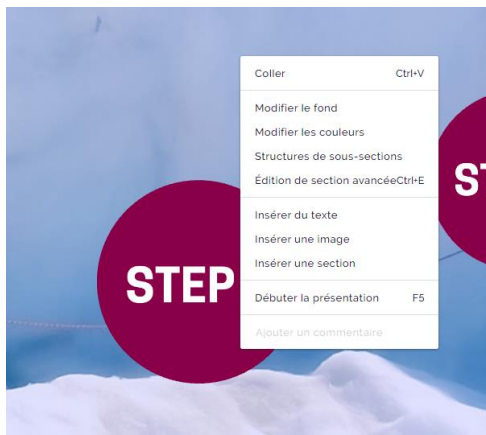 Coller Ctrl+V
Modifier le fond
Modifier les couleurs
Structures de sous-sections
Édition de section avancéeCtrl+E
Insérer du texte
Insérer une image
Insérer une section
Débuter la présentation F5
Ajouter un commentaire
STEP
ST